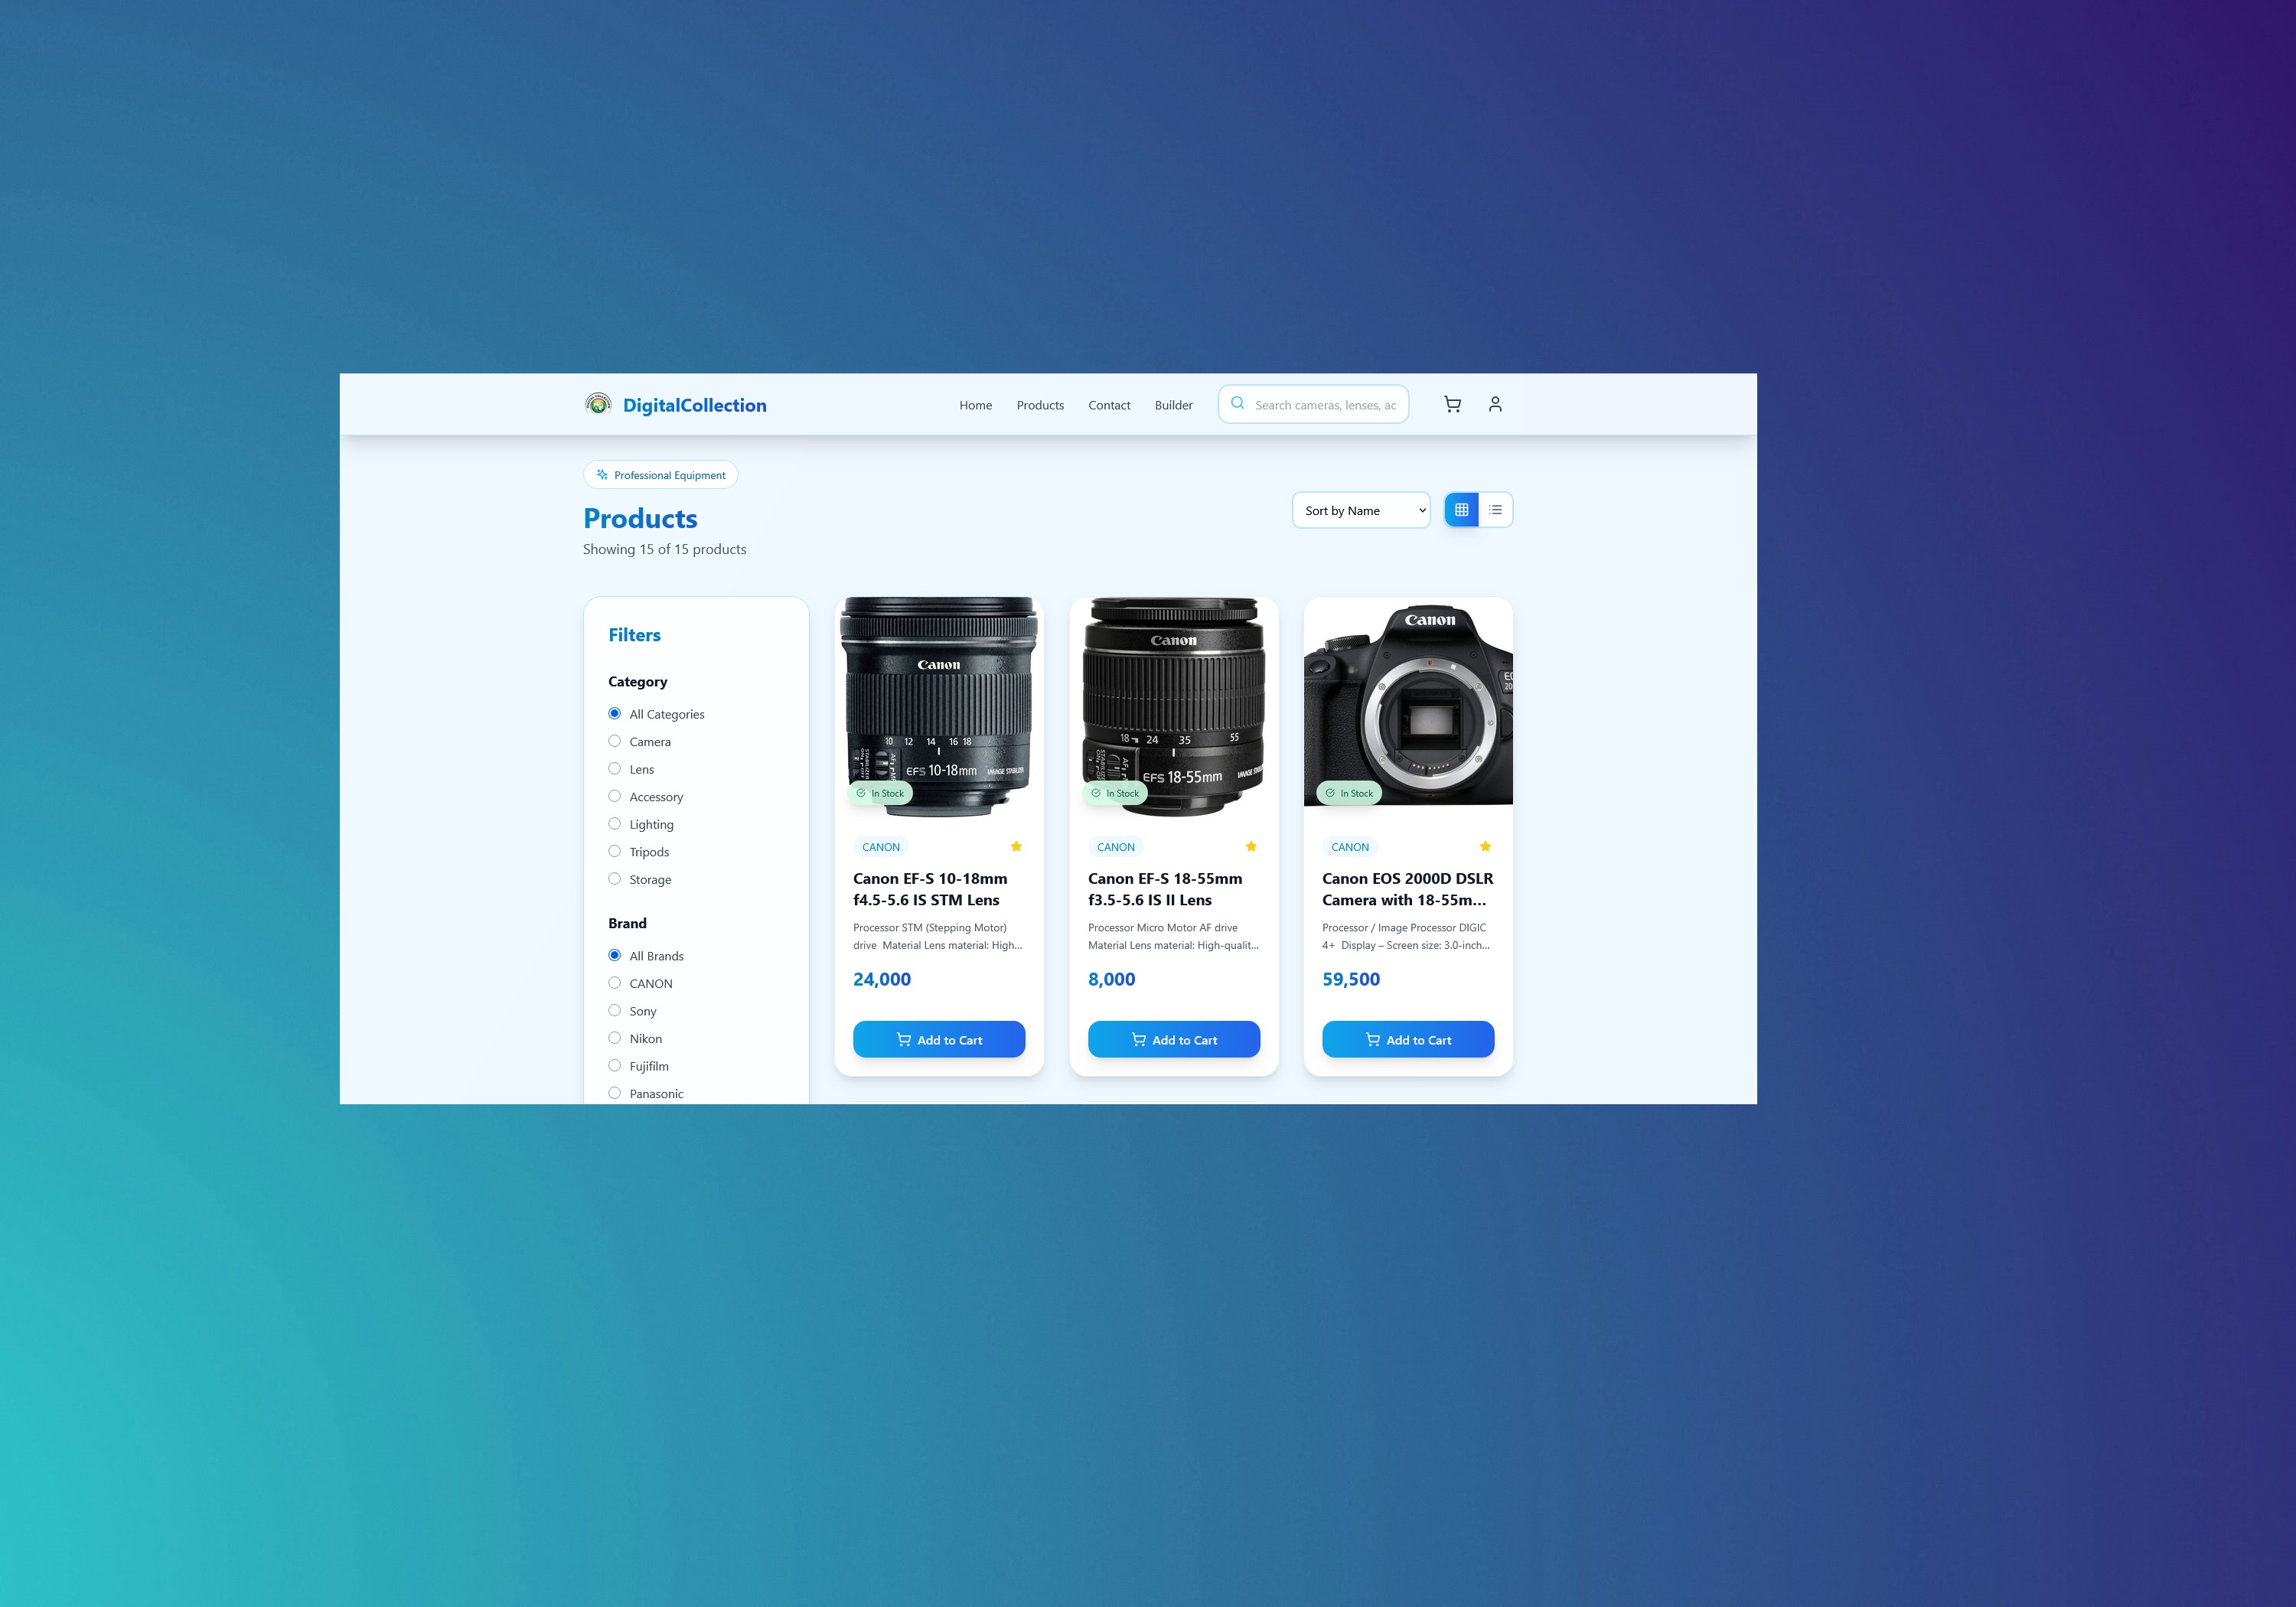 DigitalCollection
Home
Products
Contact
Builder
Search cameras, lenses, ac
Professional Equipment
Products
Showing 15 of 15 products
Sort by Name
Filters
Category
All Categories
Camera
Lens
Accessory
Lighting
Tripods
Storage
Brand
All Brands
CANON
Sony
Nikon
Fujifilm
Panasonic
Canon
10 12 14 16 18
EFS 10-18mm
IMAGE STABILIZER
In Stock
CANON
Canon EF-S 10-18mm
f4.5-5.6 IS STM Lens
Processor STM (Stepping Motor)
drive Material Lens material: High...
24,000
Add to Cart
Canon
18 24 35 55
EFS 18-55mm
In Stock
CANON
Canon EF-S 18-55mm
f3.5-5.6 IS II Lens
Processor Micro Motor AF drive
Material Lens material: High-qualit...
8,000
Add to Cart
Canon
In Stock
CANON
Canon EOS 2000D DSLR
Camera with 18-55m...
Processor / Image Processor DIGIC
4+ Display – Screen size: 3.0-inch...
59,500
Add to Cart